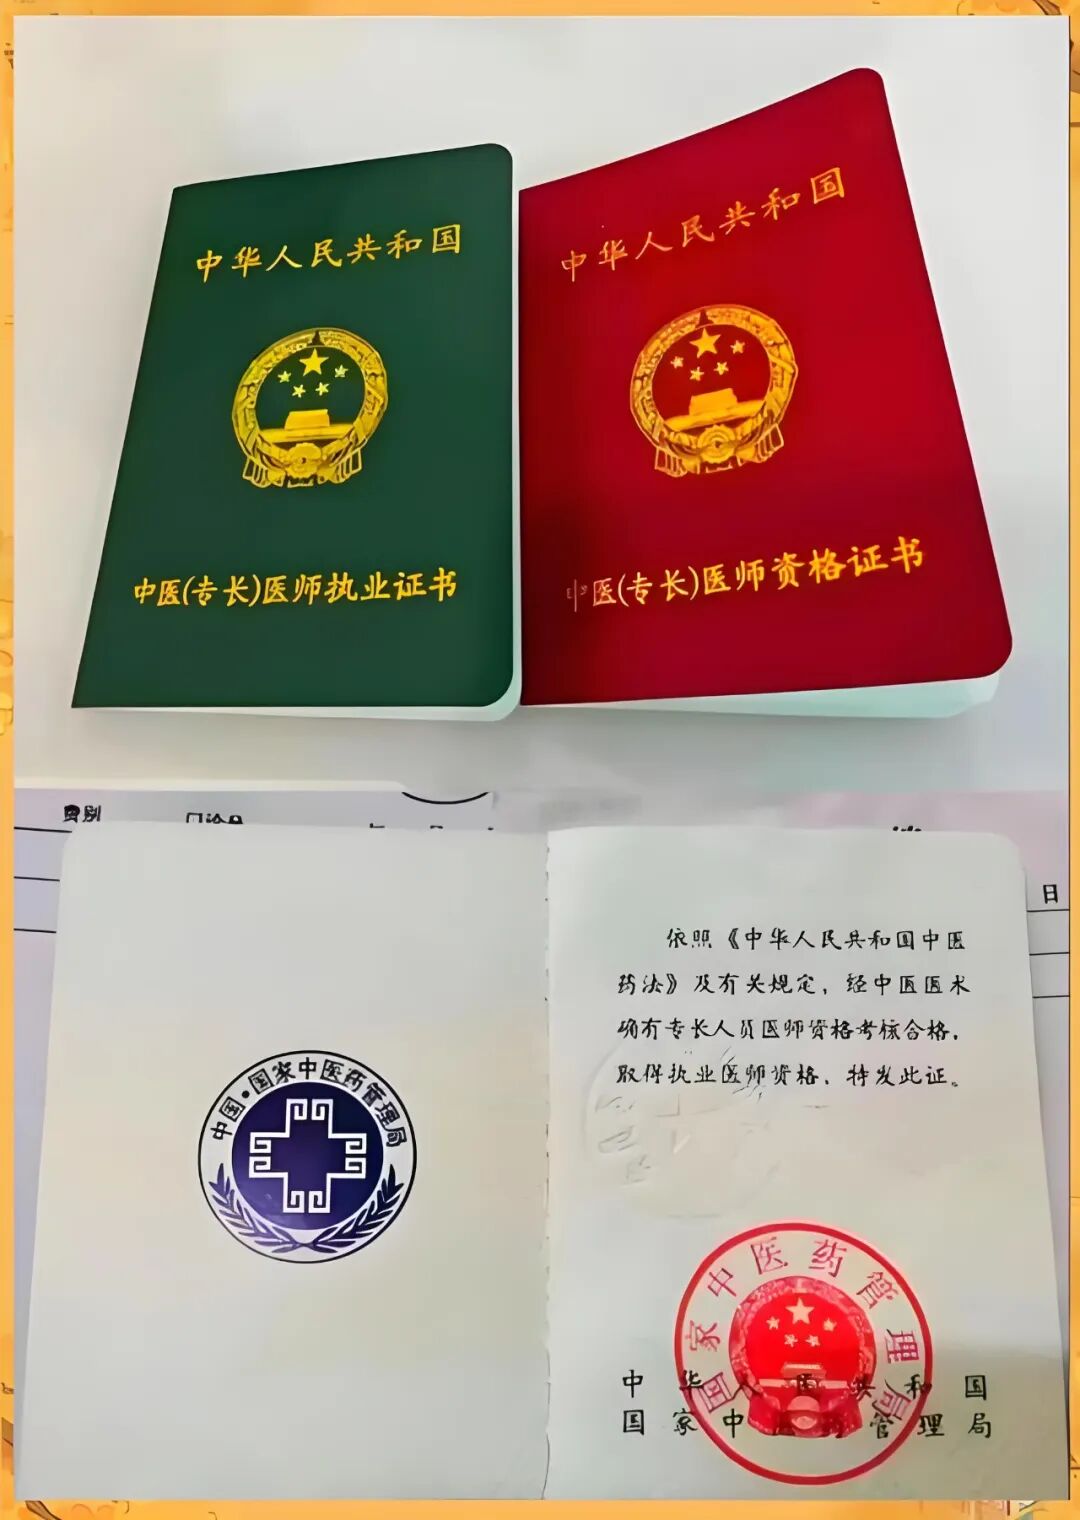 中华人民共和国
中医(专长)医师执业证书
中华人民共和国
中医(专长)医师资格证书
日
中国·国家中医药管理局
依照《中华人民共和国中医
药法》及有关规定，经中医医术
确有专长人员医师资格考核合格，
取得执业医师资格，特发此证。
国家中医药管理局
中华人民共和国
国家中医药管理局